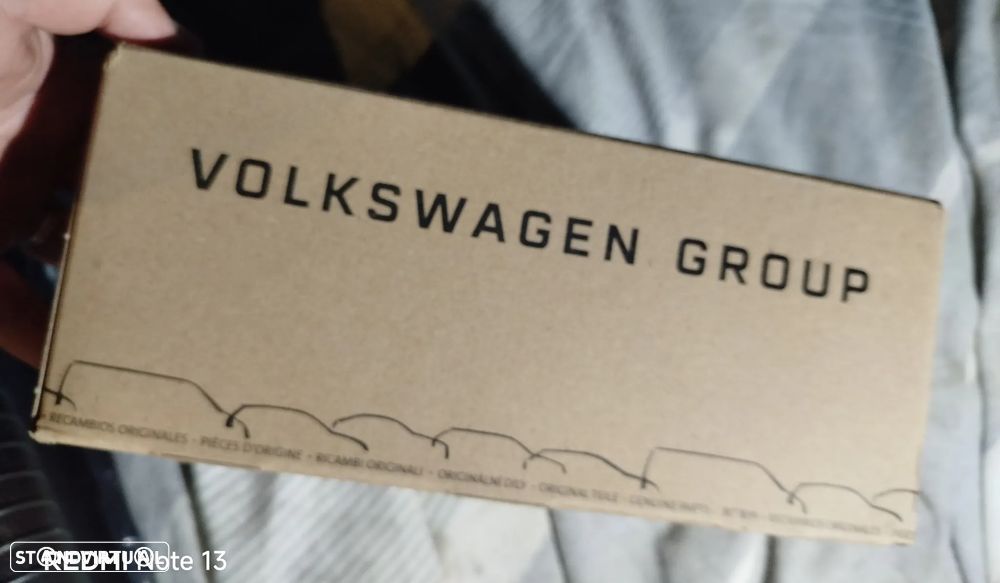 VOLKSWAGEN GROUP
RECAMBIOS ORIGINALES • PIÈCES D'ORIGINE • RICAMBI ORIGINALI • ORIGINÁLNÍ DÍLY • ORIGINAL TEILE • GENUINE PARTS
REDMI Note 13